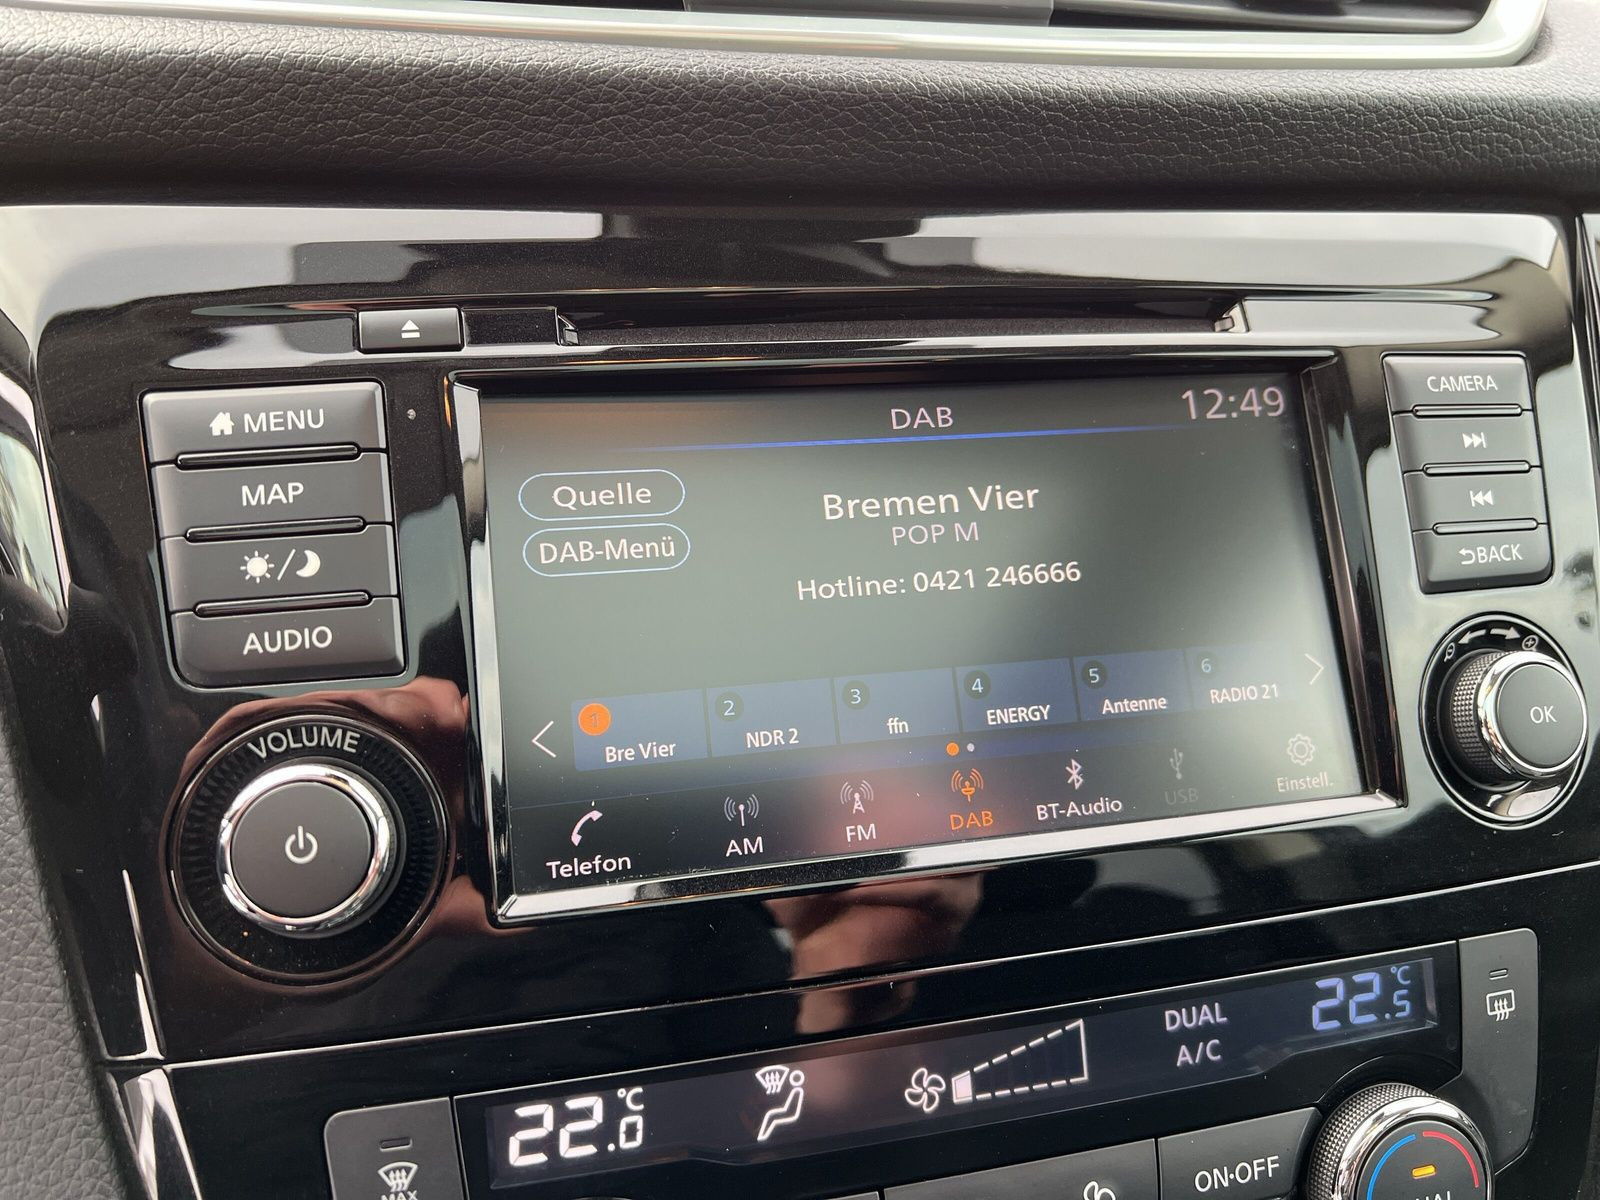 MENU
MAP
AUDIO
VOLUME
DAB
12:49
Quelle
DAB-Menü
Bremen Vier
POP M
Hotline: 0421 246666
1
Bre Vier
2
NDR 2
3
ffn
4
ENERGY
5
Antenne
6
RADIO 21
Telefon
AM
FM
DAB
BT-Audio
USB
Einstell.
CAMERA
BACK
OK
22.0 °C
DUAL
A/C
22.5 °C
MAX
ON·OFF